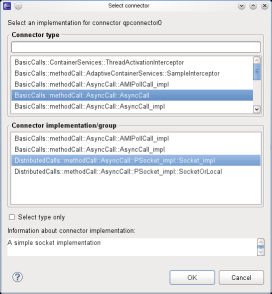 Select connector
Select an implementation for connector qpconnector0
Connector type
BasicCalls::ContainerServices::ThreadActivationInterceptor
BasicCalls::methodCall::AdaptiveContainerServices::SampleInterceptor
BasicCalls::methodCall::AsyncCall::AMIPollCall_impl
BasicCalls::methodCall::AsyncCall::AsyncCall
BasicCalls::methodCall::AsyncCall::AsyncCall_impl
Connector implementation/group
BasicCalls::methodCall::AsyncCall::AMIPollCall_impl
BasicCalls::methodCall::AsyncCall::AsyncCall_impl
DistributedCalls::methodCall::AsyncCall::PSocket_impl::Socket_impl
DistributedCalls::methodCall::AsyncCall::PSocket_impl::SocketOrLocal
Select type only
Information about connector implementation:
A simple socket implementation
OK
Cancel